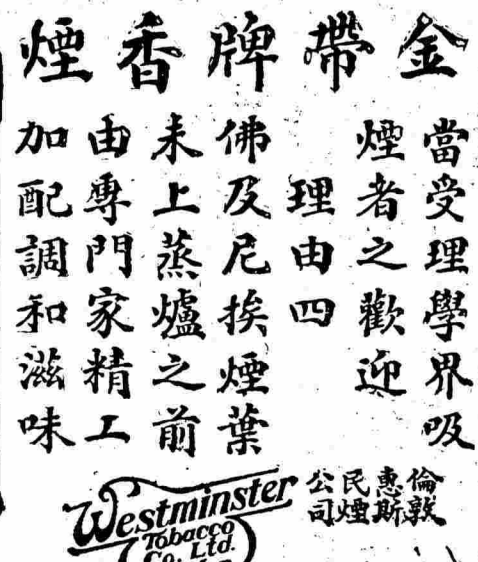 金帶牌香煙
當受理學界吸
煙者之歡迎
理由四
佛及尼挨煙葉
未上蒸爐之前
由專門家精工
加配調和滋味
倫敦
惠斯
民煙
公司
Westminster
Tobacco
Co. Ltd.